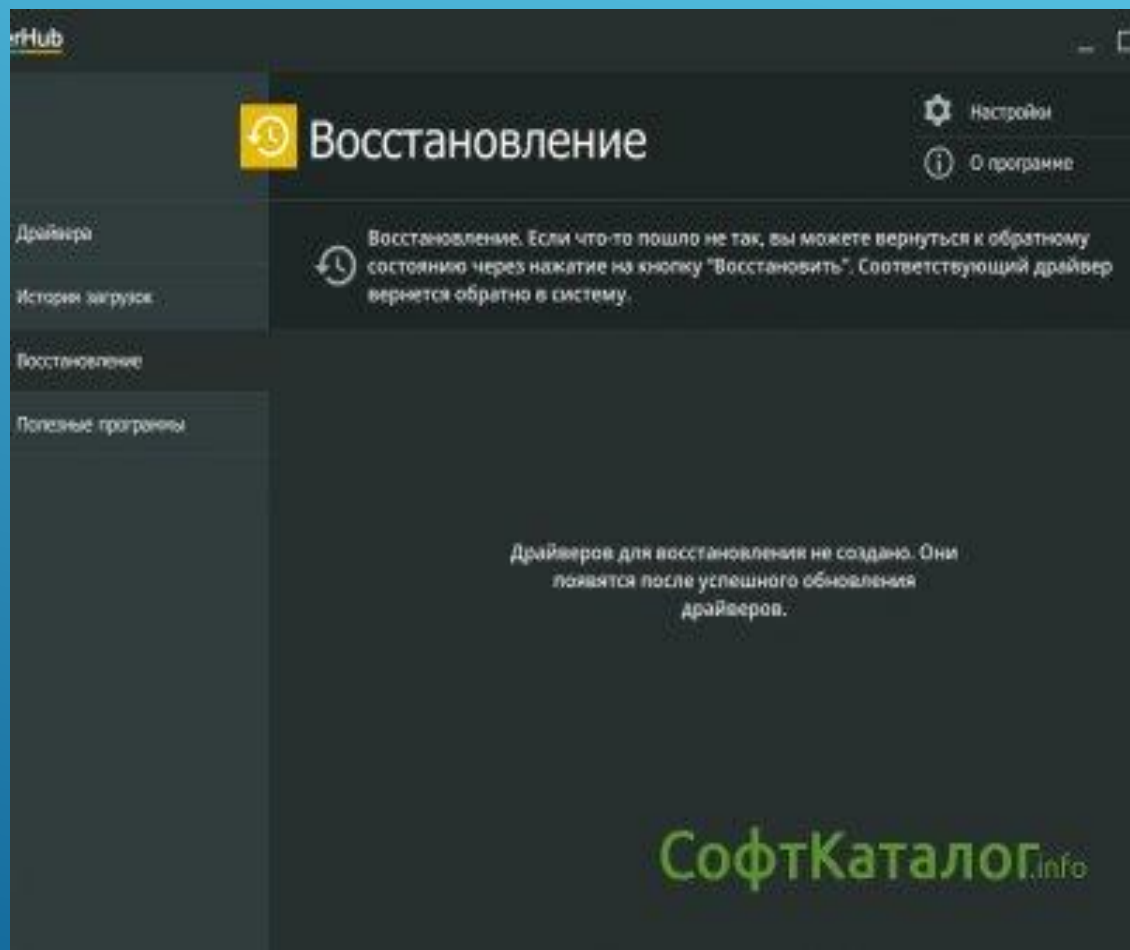 erHub
Восстановление
Настройки
О программе
Драйвера
История загрузок
Восстановление
Полезные программы
Восстановление. Если что-то пошло не так, вы можете вернуться к обратному
состоянию через нажатие на кнопку "Восстановить". Соответствующий драйвер
вернется обратно в систему.
Драйверов для восстановления не создано. Они
появятся после успешного обновления
драйверов.
СофтКаталог.info